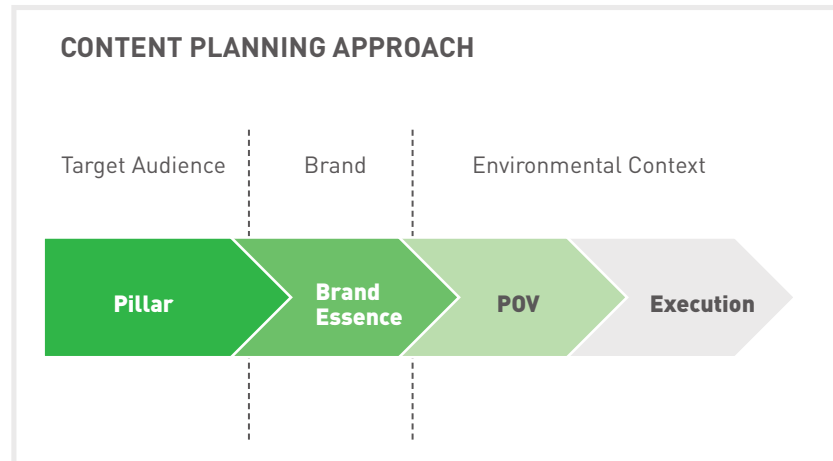 CONTENT PLANNING APPROACH
Target Audience
Brand
Environmental Context
Pillar
Brand
Essence
POV
Execution